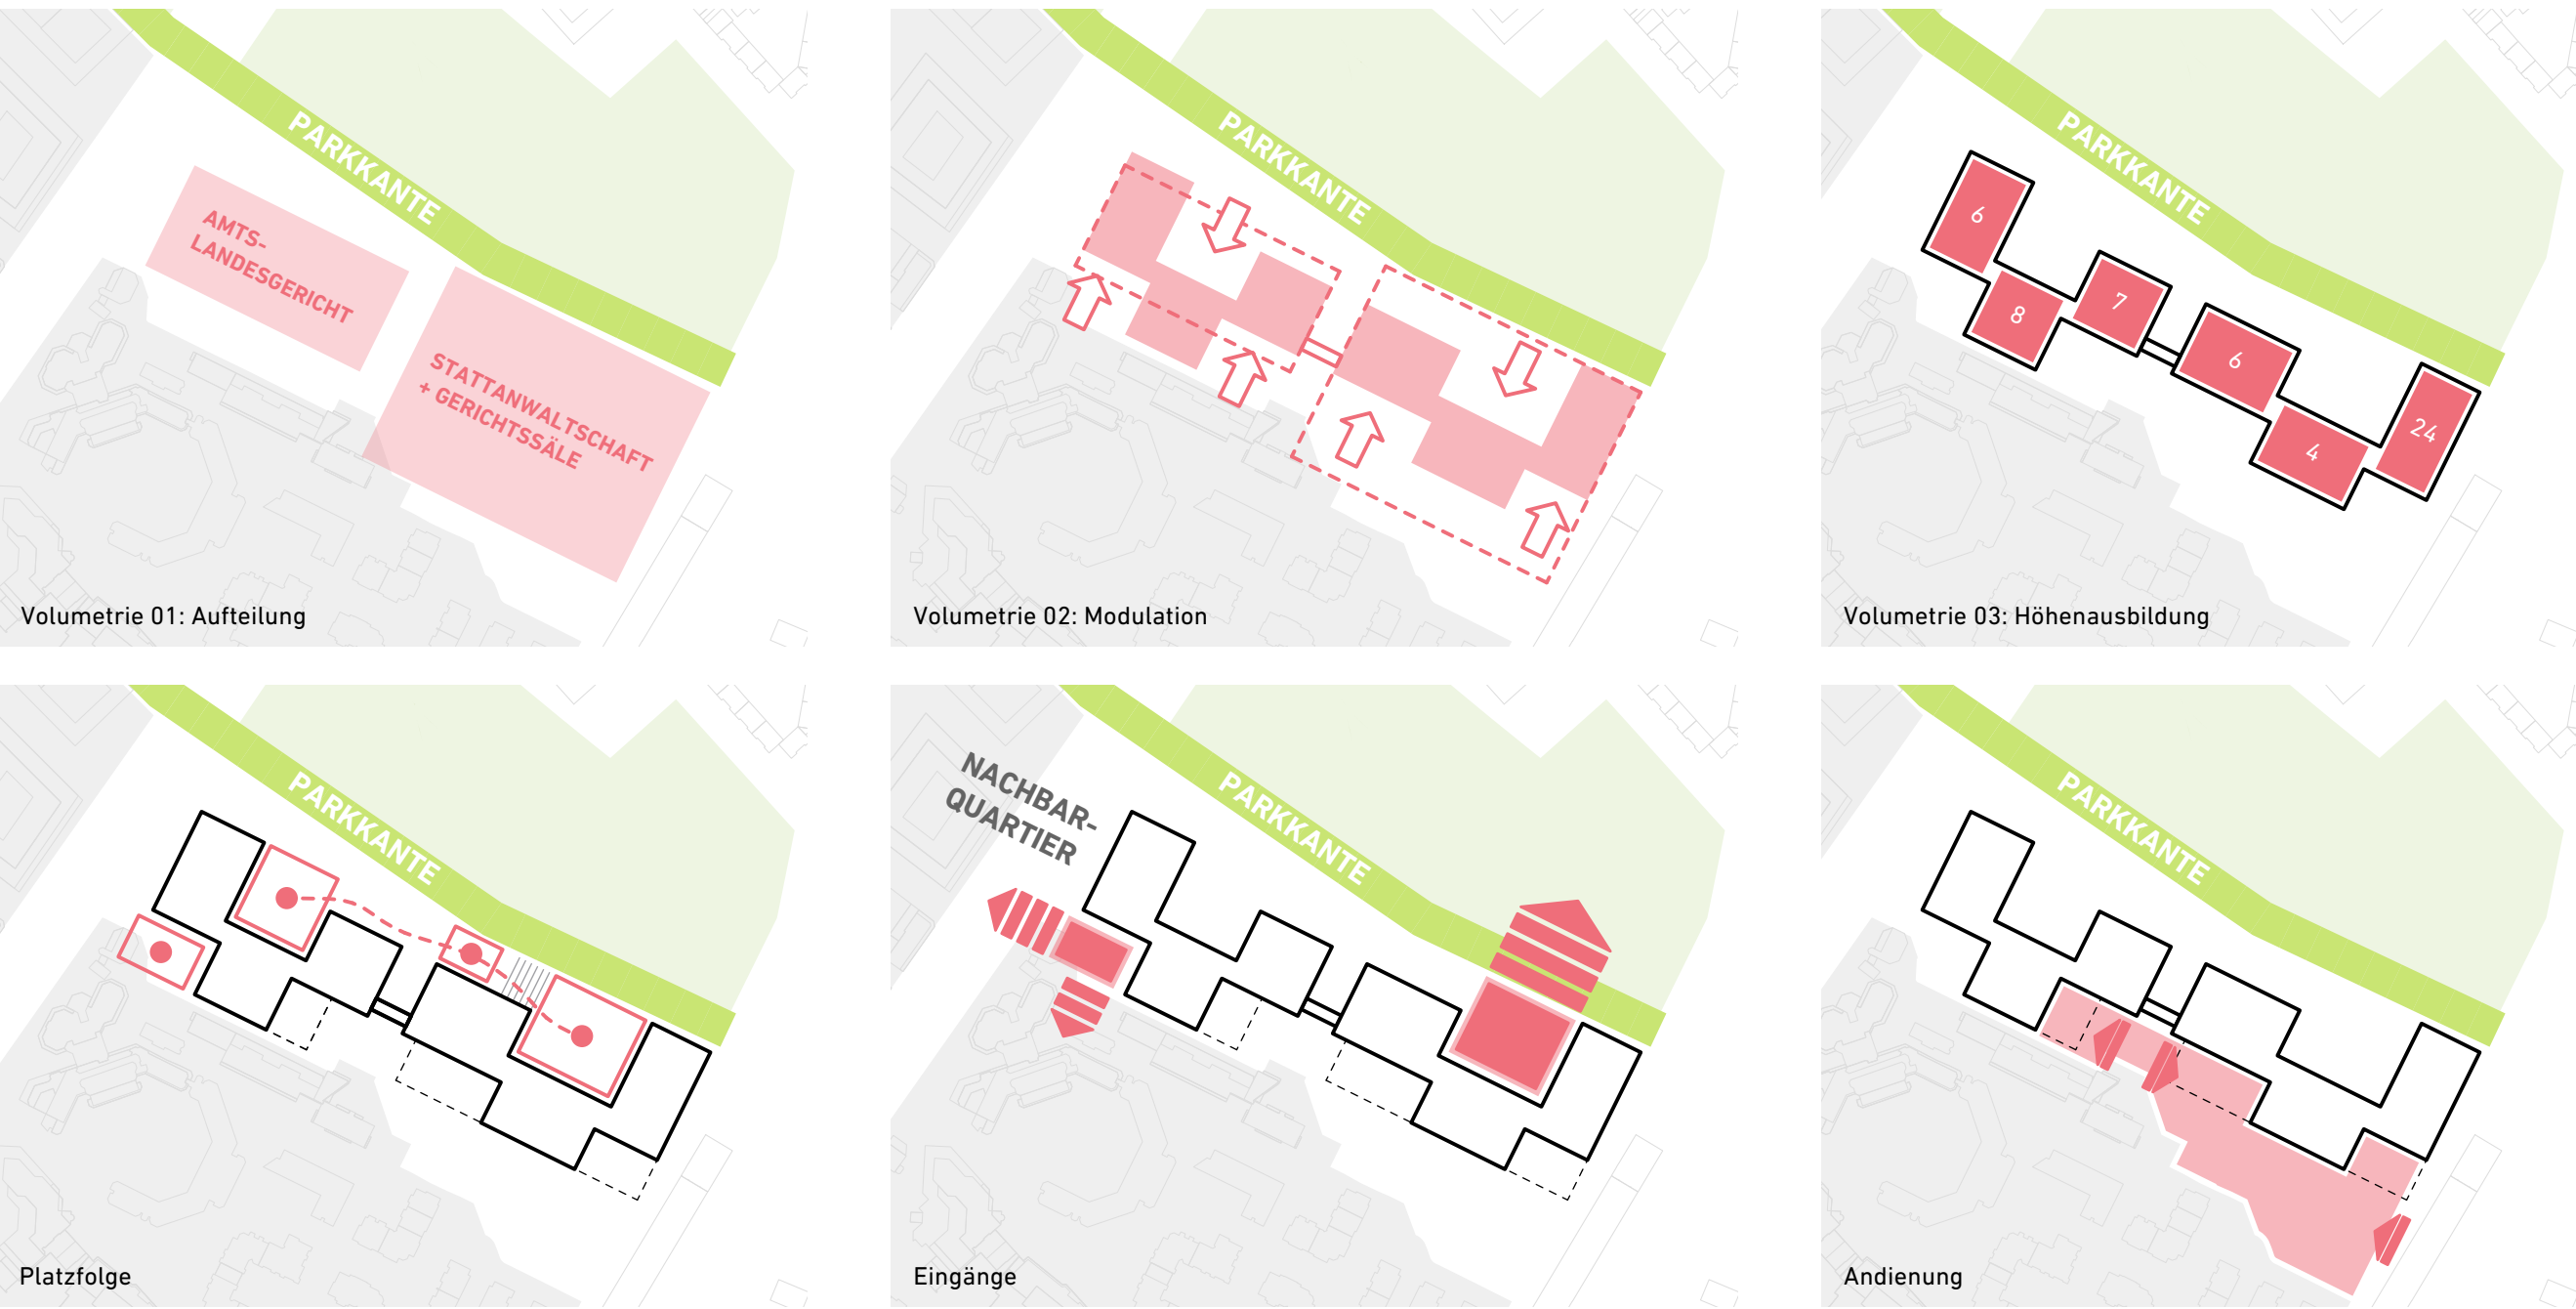 PARKKANTE
AMTS-
LANDESGERICHT
STATTANWALTSCHAFT
+ GERICHTSSÄLE
Volumetrie 01: Aufteilung
PARKKANTE
Volumetrie 02: Modulation
PARKKANTE
6
8
7
6
4
24
Volumetrie 03: Höhenausbildung
PARKKANTE
Platzfolge
NACHBAR-
QUARTIER
PARKKANTE
Eingänge
PARKKANTE
Andienung